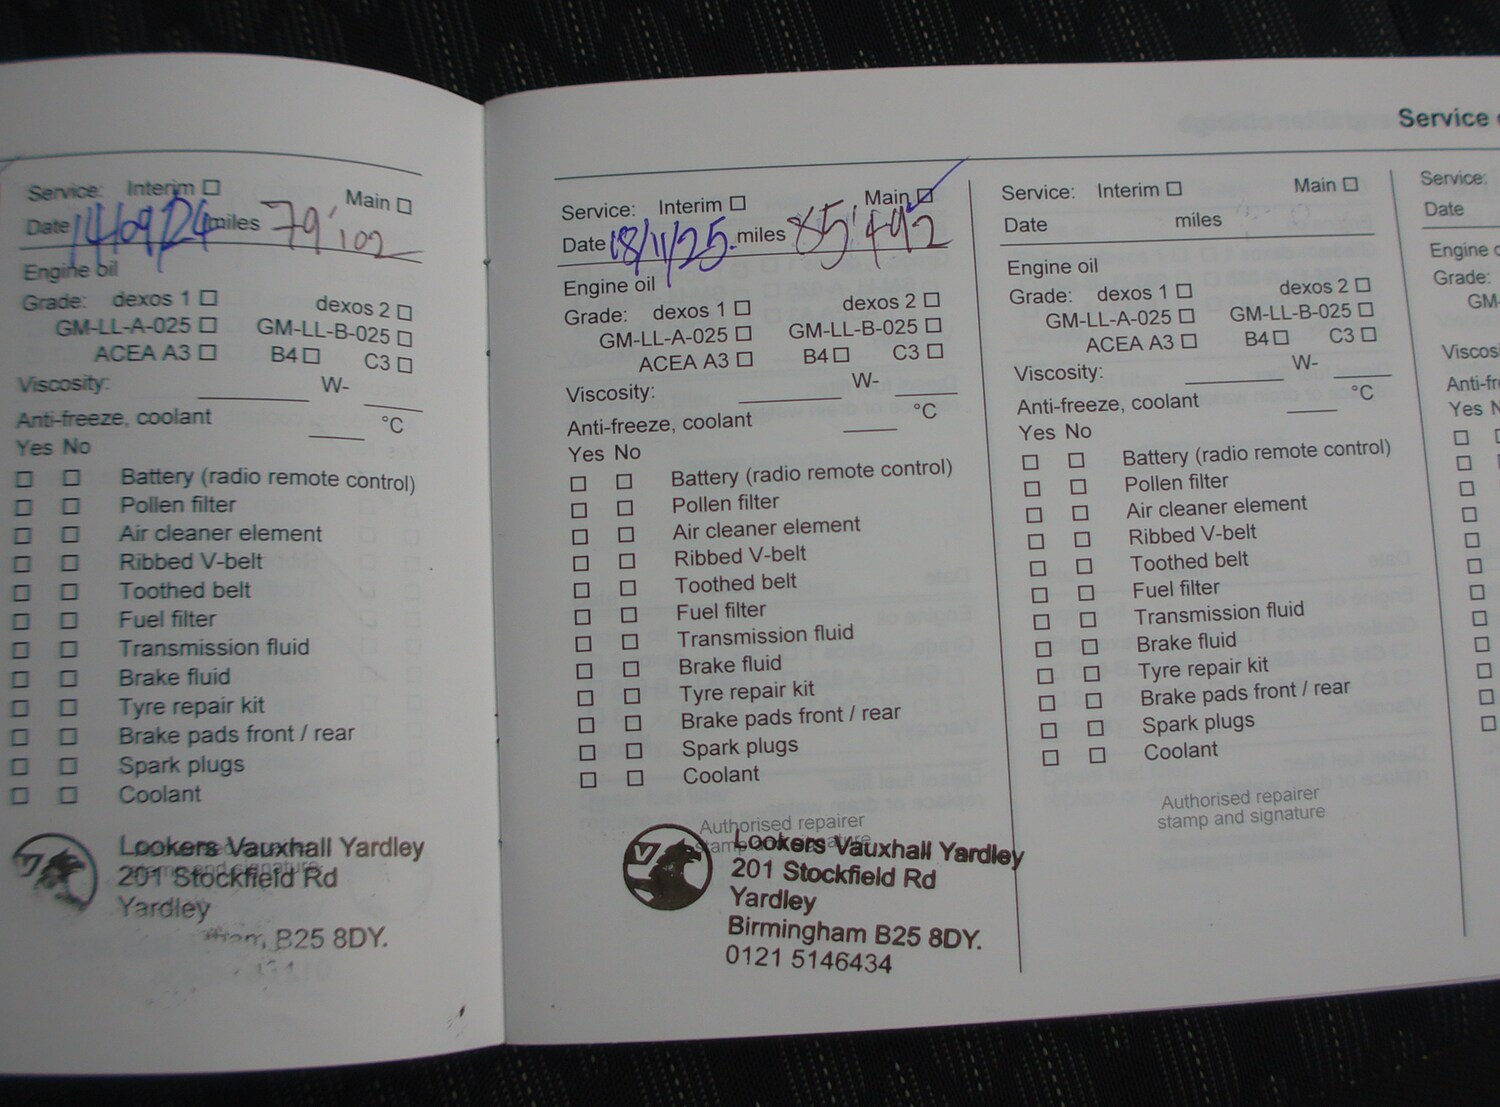 Service
Service: Interim Main
Date 14/09/24 miles 79'102
Engine oil
Grade: dexos 1 dexos 2
GM-LL-A-025 GM-LL-B-025
ACEA A3 B4 C3
Viscosity: W-
Anti-freeze, coolant °C
Yes No
Battery (radio remote control)
Pollen filter
Air cleaner element
Ribbed V-belt
Toothed belt
Fuel filter
Transmission fluid
Brake fluid
Tyre repair kit
Brake pads front / rear
Spark plugs
Coolant
Lookers Vauxhall Yardley
201 Stockfield Rd
Yardley
B25 8DY.
Service: Interim Main
Date 18/11/25 miles 85'492
Engine oil
Grade: dexos 1 dexos 2
GM-LL-A-025 GM-LL-B-025
ACEA A3 B4 C3
Viscosity: W-
Anti-freeze, coolant °C
Yes No
Battery (radio remote control)
Pollen filter
Air cleaner element
Ribbed V-belt
Toothed belt
Fuel filter
Transmission fluid
Brake fluid
Tyre repair kit
Brake pads front / rear
Spark plugs
Coolant
Authorised repairer
stamp and signature
Lookers Vauxhall Yardley
201 Stockfield Rd
Yardley
Birmingham B25 8DY.
0121 5146434
Service: Interim Main
Date miles
Engine oil
Grade: dexos 1 dexos 2
GM-LL-A-025 GM-LL-B-025
ACEA A3 B4 C3
Viscosity: W-
Anti-freeze, coolant °C
Yes No
Battery (radio remote control)
Pollen filter
Air cleaner element
Ribbed V-belt
Toothed belt
Fuel filter
Transmission fluid
Brake fluid
Tyre repair kit
Brake pads front / rear
Spark plugs
Coolant
Authorised repairer
stamp and signature
Service:
Date
Engine
Grade:
GM-
Yes